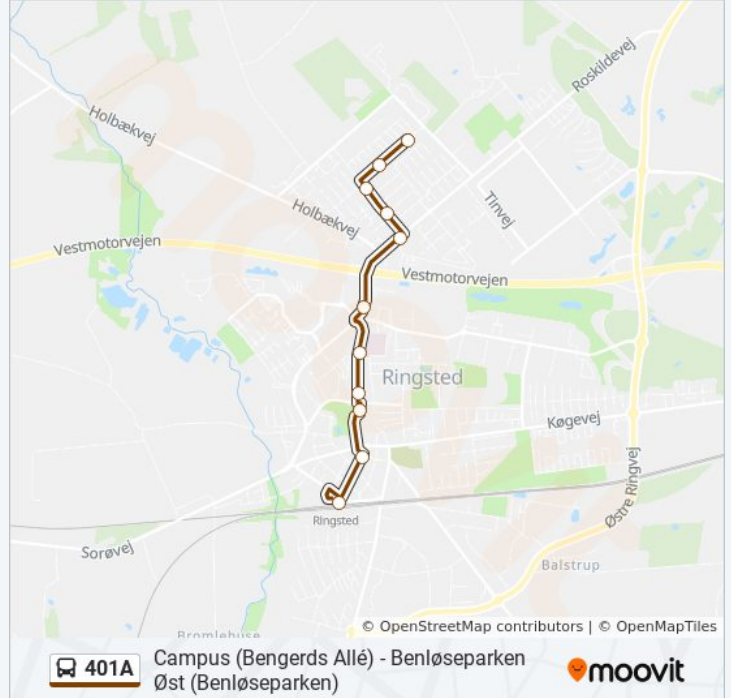 Roskildevej
Holbækvej
Tinvej
Holbækvej
Vestmotorvejen
Vestmotorvejen
Ringsted
Køgevej
Østre Ringvej
Ringsted
Sorøvej
Balstrup
© OpenStreetMap contributors | © OpenMapTiles
Bromlehuse
401A
Campus (Bengerds Allé) - Benløseparken
Øst (Benløseparken)
moovit